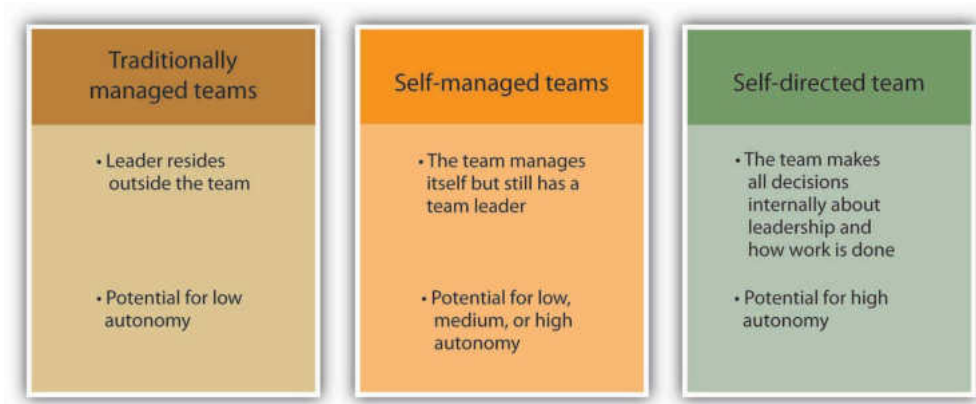 Traditionally
managed teams
• Leader resides
outside the team
• Potential for low
autonomy
Self-managed teams
• The team manages
itself but still has a
team leader
• Potential for low,
medium, or high
autonomy
Self-directed team
• The team makes
all decisions
internally about
leadership and
how work is done
• Potential for high
autonomy